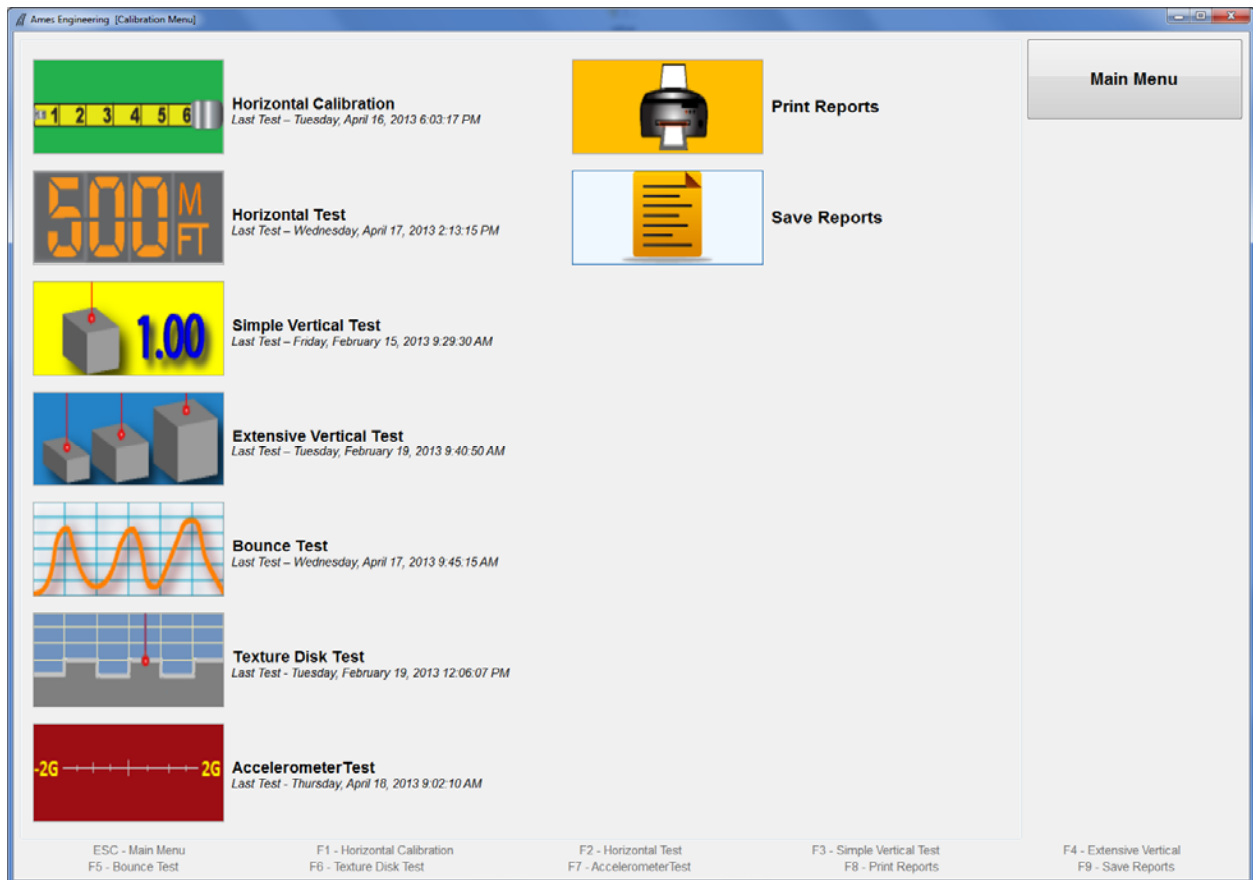 Ames Engineering [Calibration Menu]
1 2 3 4 5 6
Horizontal Calibration
Last Test – Tuesday, April 16, 2013 6:03:17 PM
500 M FT
Horizontal Test
Last Test – Wednesday, April 17, 2013 2:13:15 PM
1.00
Simple Vertical Test
Last Test – Friday, February 15, 2013 9:29:30 AM
Extensive Vertical Test
Last Test – Tuesday, February 19, 2013 9:40:50 AM
Bounce Test
Last Test – Wednesday, April 17, 2013 9:45:15 AM
Texture Disk Test
Last Test - Tuesday, February 19, 2013 12:06:07 PM
-2G 2G
AccelerometerTest
Last Test - Thursday, April 18, 2013 9:02:10 AM
Print Reports
Save Reports
Main Menu
ESC - Main Menu F1 - Horizontal Calibration F2 - Horizontal Test F3 - Simple Vertical Test F4 - Extensive Vertical
F5 - Bounce Test F6 - Texture Disk Test F7 - AccelerometerTest F8 - Print Reports F9 - Save Reports